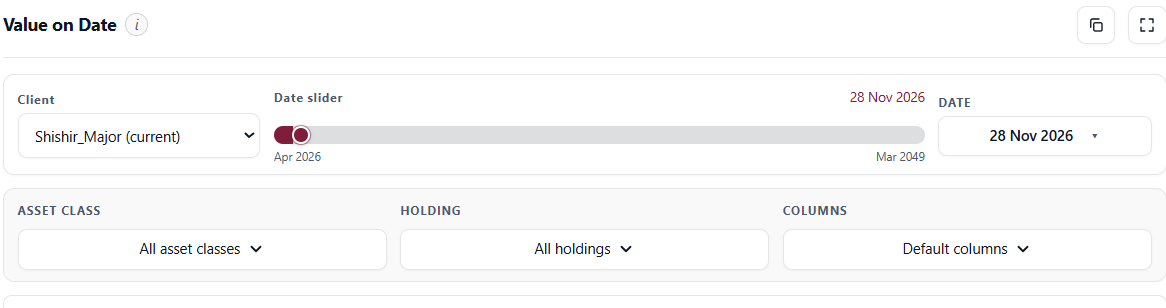 Value on Date i
Client
Shishir_Major (current)
Date slider
28 Nov 2026
Apr 2026
Mar 2049
DATE
28 Nov 2026
ASSET CLASS
All asset classes
HOLDING
All holdings
COLUMNS
Default columns